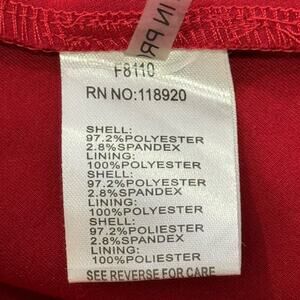 IN PR
F8110
RN NO:118920
SHELL:
97.2%POLYESTER
2.8%SPANDEX
LINING:
100%POLYESTER
SHELL:
97.2%POLYESTER
2.8%SPANDEX
LINING:
100%POLYESTER
SHELL:
97.2%POLIESTER
2.8%SPANDEX
LINING:
100%POLIESTER
SEE REVERSE FOR CARE